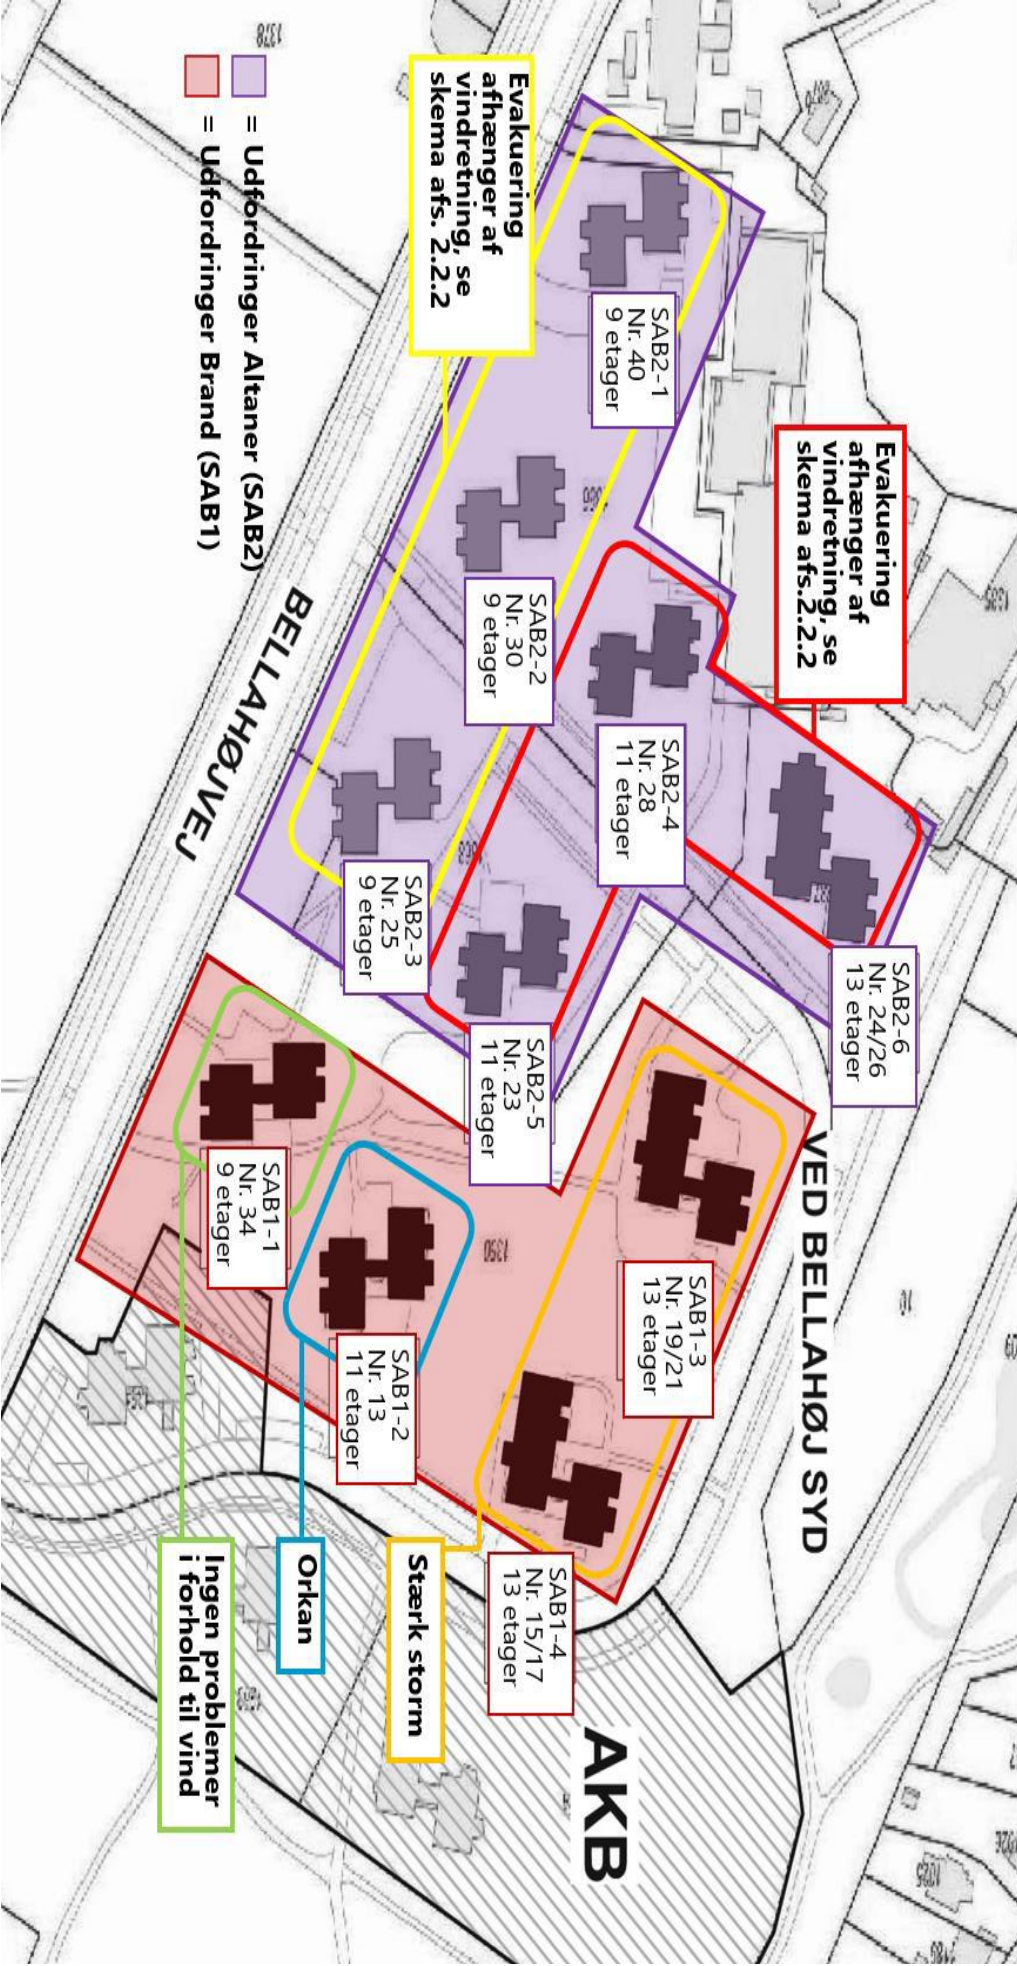 Evakuering
afhænger af
vindretning, se
skema afs.2.2.2
Evakuering
afhænger af
vindretning, se
skema afs. 2.2.2
SAB2-1
Nr. 40
9 etager
SAB2-2
Nr. 30
9 etager
SAB2-3
Nr. 25
9 etager
SAB2-4
Nr. 28
11 etager
SAB2-5
Nr. 23
11 etager
SAB2-6
Nr. 24/26
13 etager
SAB1-1
Nr. 34
9 etager
SAB1-2
Nr. 13
11 etager
SAB1-3
Nr. 19/21
13 etager
SAB1-4
Nr. 15/17
13 etager
VED BELLAHØJ SYD
BELLAHØJVEJ
AKB
Stærk storm
Orkan
Ingen problemer
i forhold til vind
= Udfordringer Altaner (SAB2)
= Udfordringer Brand (SAB1)
1378
1390